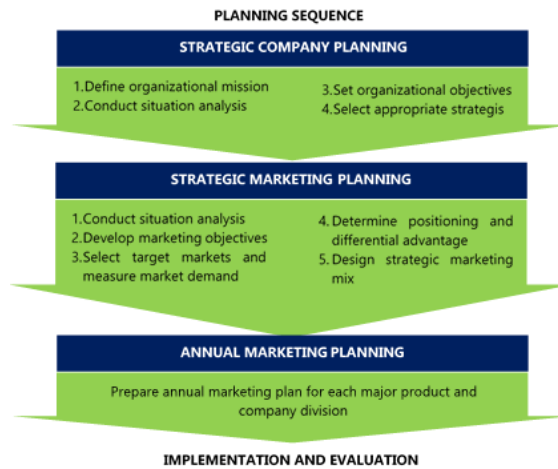 PLANNING SEQUENCE
STRATEGIC COMPANY PLANNING
1.Define organizational mission
2.Conduct situation analysis
3.Set organizational objectives
4.Select appropriate strategis
STRATEGIC MARKETING PLANNING
1.Conduct situation analysis
2.Develop marketing objectives
3.Select target markets and
measure market demand
4. Determine positioning and
differential advantage
5. Design strategic marketing
mix
ANNUAL MARKETING PLANNING
Prepare annual marketing plan for each major product and
company division
IMPLEMENTATION AND EVALUATION